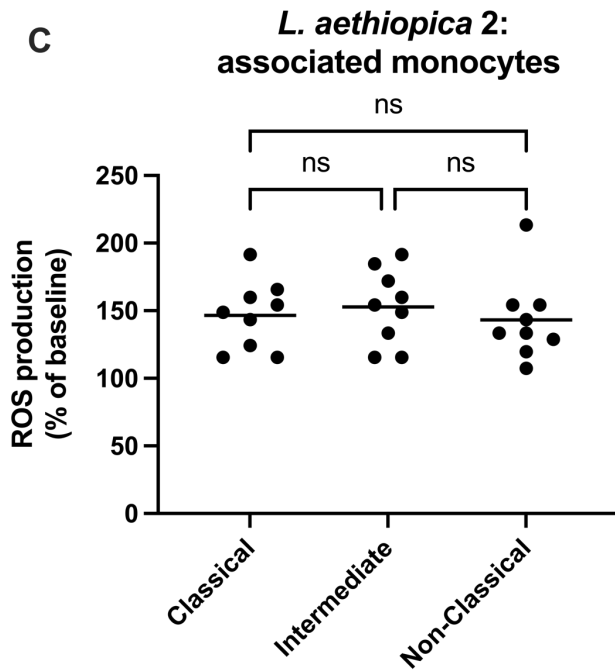 C
L. aethiopica 2:
associated monocytes
ns
ns
ns
250
200
150
100
50
0
ROS production
(% of baseline)
Classical
Intermediate
Non-Classical